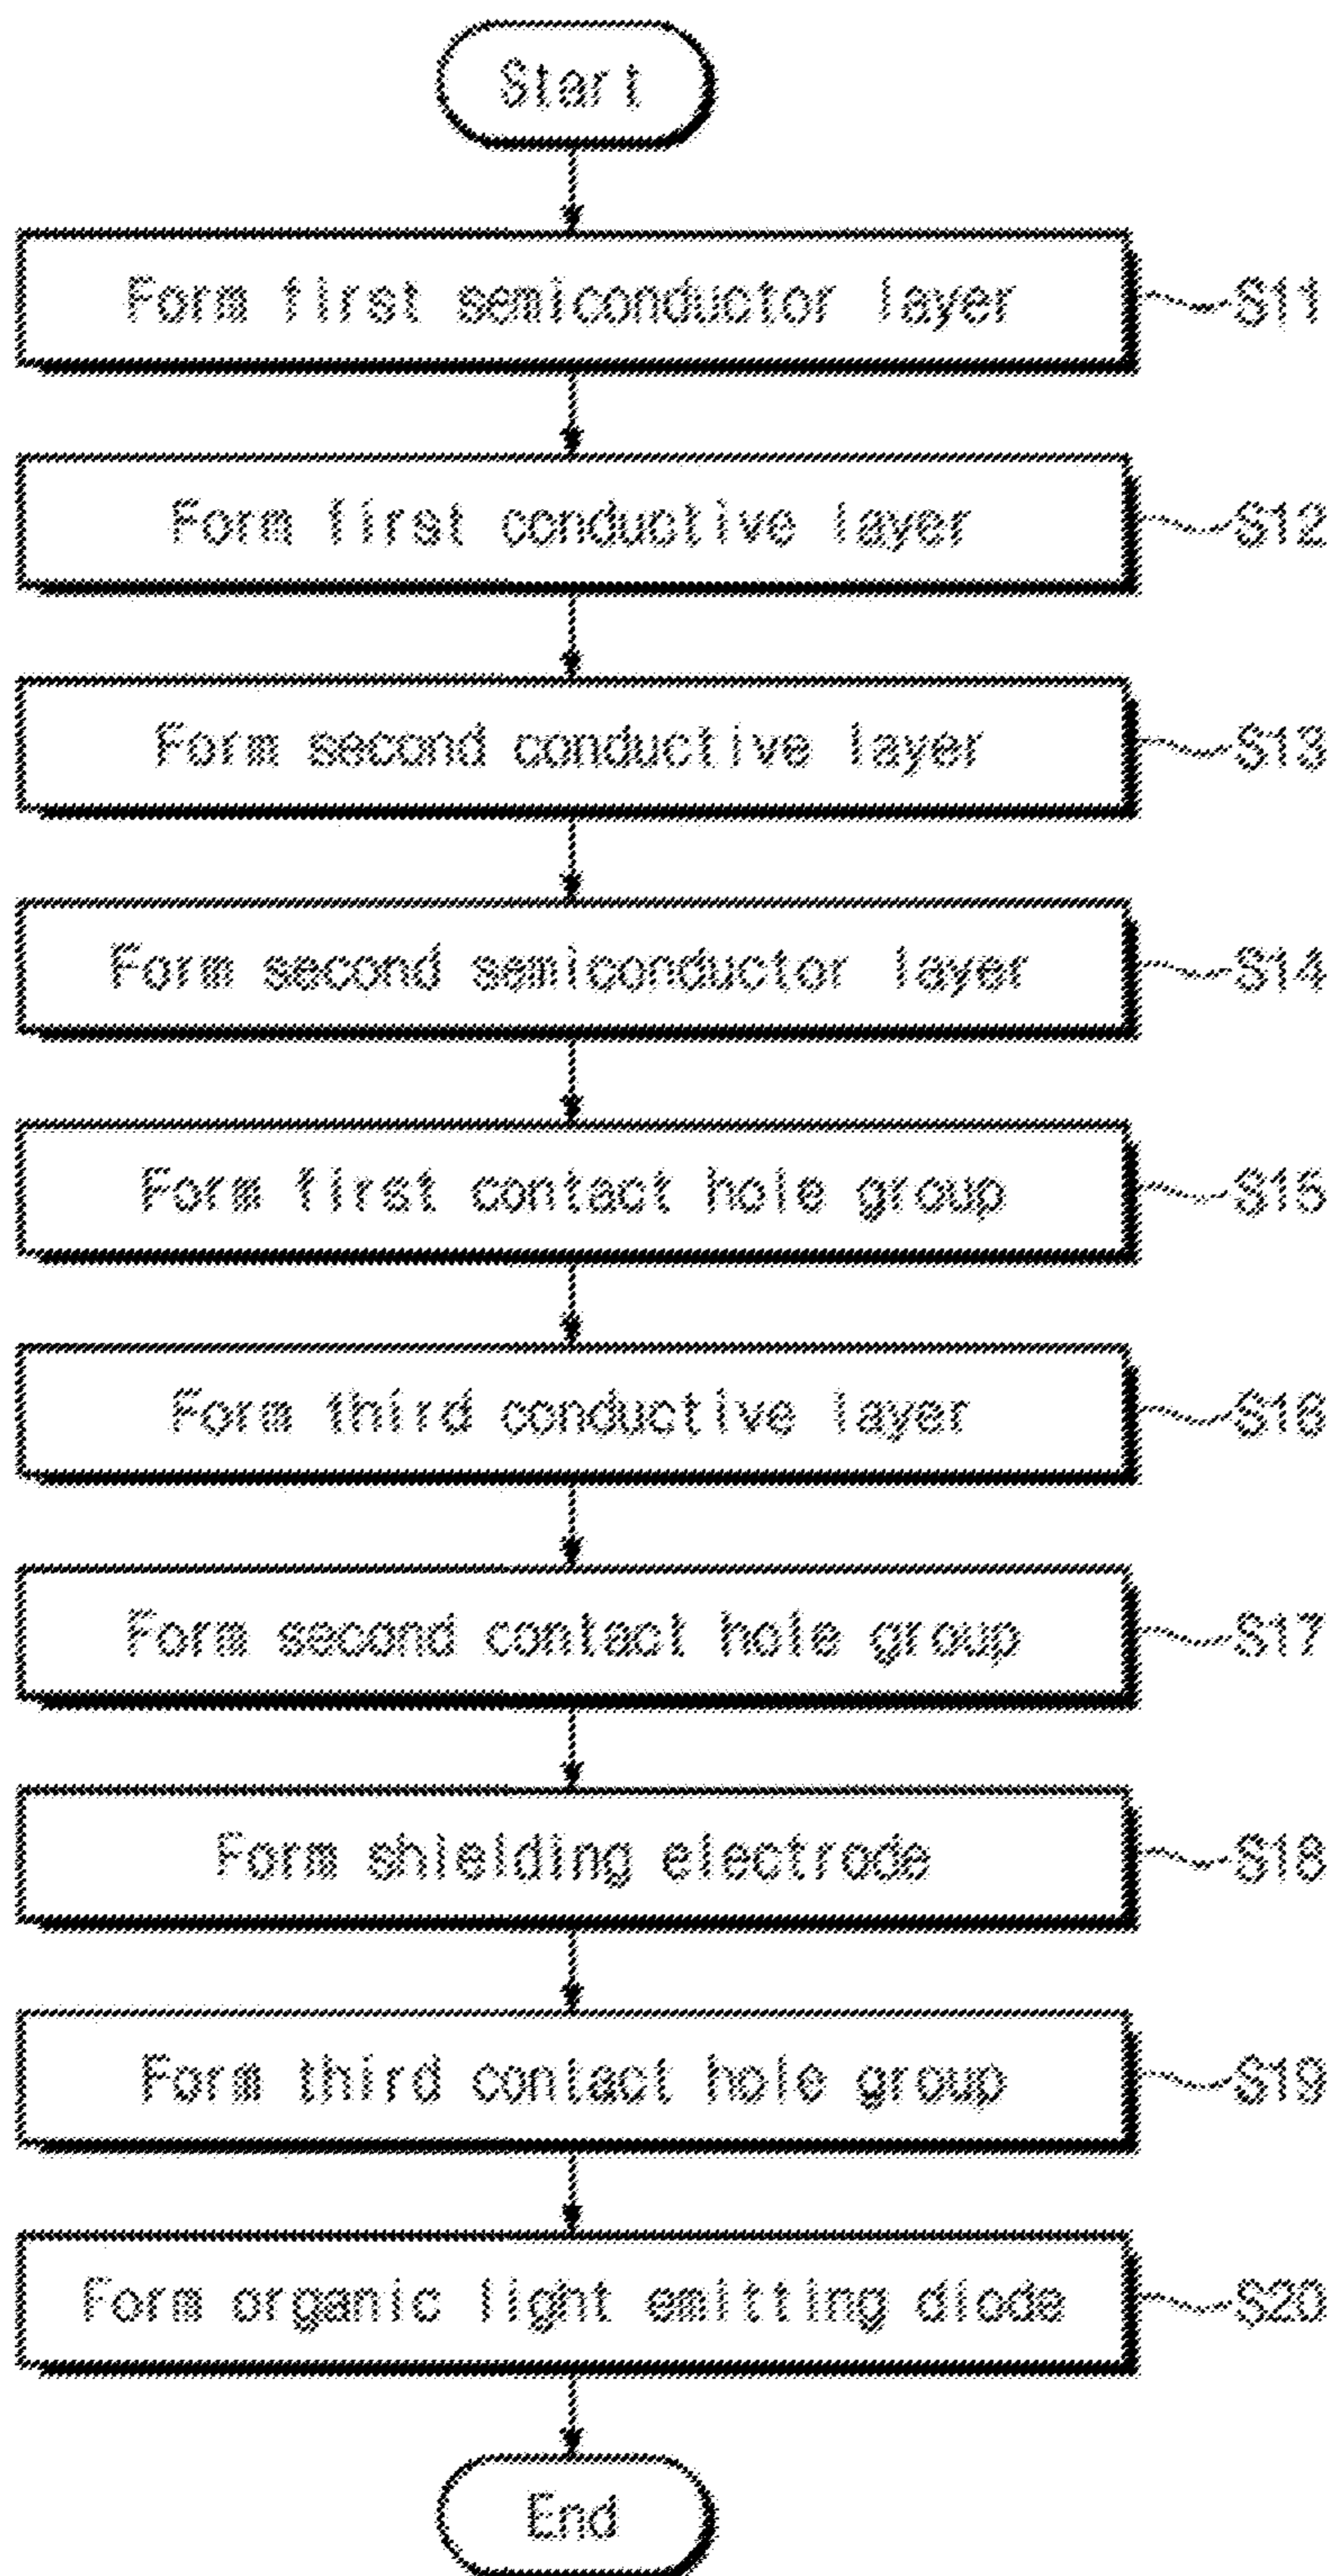 Start
Form first semiconductor layer S11
Form first conductive layer S12
Form second conductive layer S13
Form second semiconductor layer S14
Form first contact hole group S15
Form third conductive layer S16
Form second contact hole group S17
Form shielding electrode S18
Form third contact hole group S19
Form organic light emitting diode S20
End